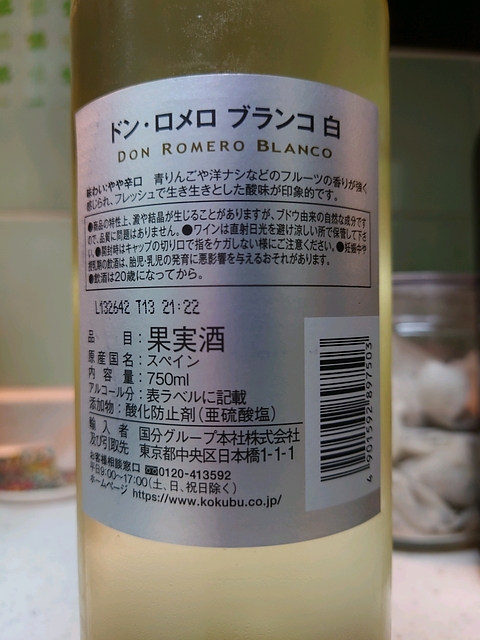 ドン・ロメロ ブランコ 白
DON ROMERO BLANCO
味わい:やや辛口 青りんごや洋ナシなどのフルーツの香りが強く
感じられ、フレッシュで生き生きとした酸味が印象的です。
●商品の特性上、澱や結晶が生じることがありますが、ブドウ由来の自然な成分です
ので、品質に問題はありません。●ワインは直射日光を避け涼しい所で保管して下さ
い。●開封時はキャップの切り口で指をケガしない様にご注意ください。●妊娠中や
授乳期の飲酒は、胎児・乳児の発育に悪影響を与えるおそれがあります。
●飲酒は20歳になってから。
L132642 T13 21:22
品目:果実酒
原産国名:スペイン
内容量:750ml
アルコール分:表ラベルに記載
添加物:酸化防止剤(亜硫酸塩)
輸入者 国分グループ本社株式会社
及び引取先 東京都中央区日本橋1-1-1
お客様相談窓口 0120-413592
平日9:00~17:00(土、日、祝日除く)
ホームページ https://www.kokubu.co.jp/
4 901592 897503